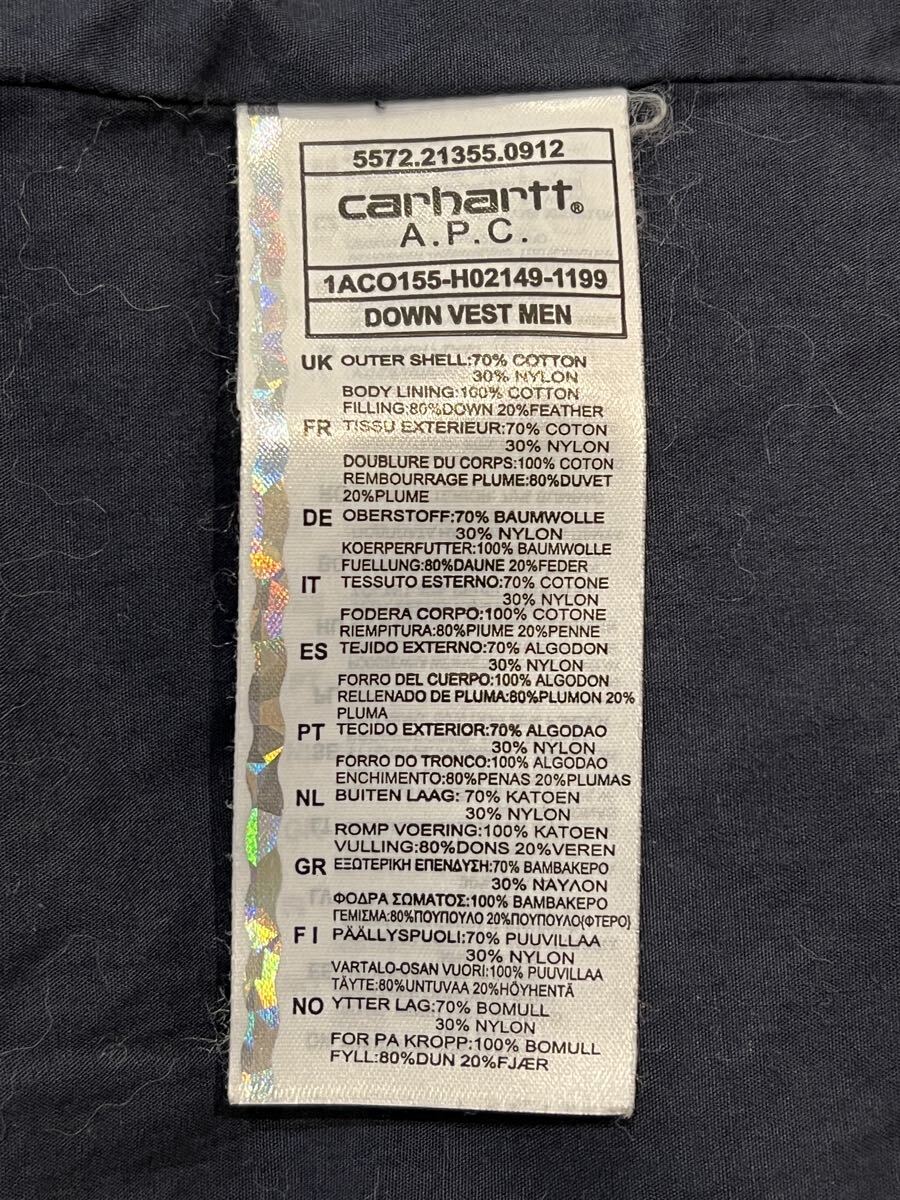 5572.21355.0912
carhartt®
A.P.C.
1ACO155-H02149-1199
DOWN VEST MEN
UK OUTER SHELL:70% COTTON
30% NYLON
BODY LINING:100% COTTON
FILLING:80%DOWN 20%FEATHER
FR TISSU EXTERIEUR:70% COTON
30% NYLON
DOUBLURE DU CORPS:100% COTON
REMBOURRAGE PLUME:80%DUVET
20%PLUME
DE OBERSTOFF:70% BAUMWOLLE
30% NYLON
KOERPERFUTTER:100% BAUMWOLLE
FUELLUNG:80%DAUNE 20%FEDER
IT TESSUTO ESTERNO:70% COTONE
30% NYLON
FODERA CORPO:100% COTONE
RIEMPITURA:80%PIUME 20%PENNE
ES TEJIDO EXTERNO:70% ALGODON
30% NYLON
FORRO DEL CUERPO:100% ALGODON
RELLENADO DE PLUMA:80%PLUMON 20%
PLUMA
PT TECIDO EXTERIOR:70% ALGODAO
30% NYLON
FORRO DO TRONCO:100% ALGODAO
ENCHIMENTO:80%PENAS 20%PLUMAS
NL BUITEN LAAG: 70% KATOEN
30% NYLON
ROMP VOERING:100% KATOEN
VULLING:80%DONS 20%VEREN
GR ΕΞΩΤΕΡΙΚΗ ΕΠΕΝΔΥΣΗ:70% ΒΑΜΒΑΚΕΡΟ
30% ΝΑΥΛΟΝ
ΦΟΔΡΑ ΣΩΜΑΤΟΣ:100% ΒΑΜΒΑΚΕΡΟ
ΓΕΜΙΣΜΑ:80%ΠΟΥΠΟΥΛΟ 20%ΠΟΥΠΟΥΛΟ(ΦΤΕΡΟ)
FI PÄÄLLYSPUOLI:70% PUUVILLAA
30% NYLON
VARTALO-OSAN VUORI:100% PUUVILLAA
TÄYTE:80%UNTUVAA 20%HÖYHENTÄ
NO YTTER LAG:70% BOMULL
30% NYLON
FOR PA KROPP:100% BOMULL
FYLL:80%DUN 20%FJÆR